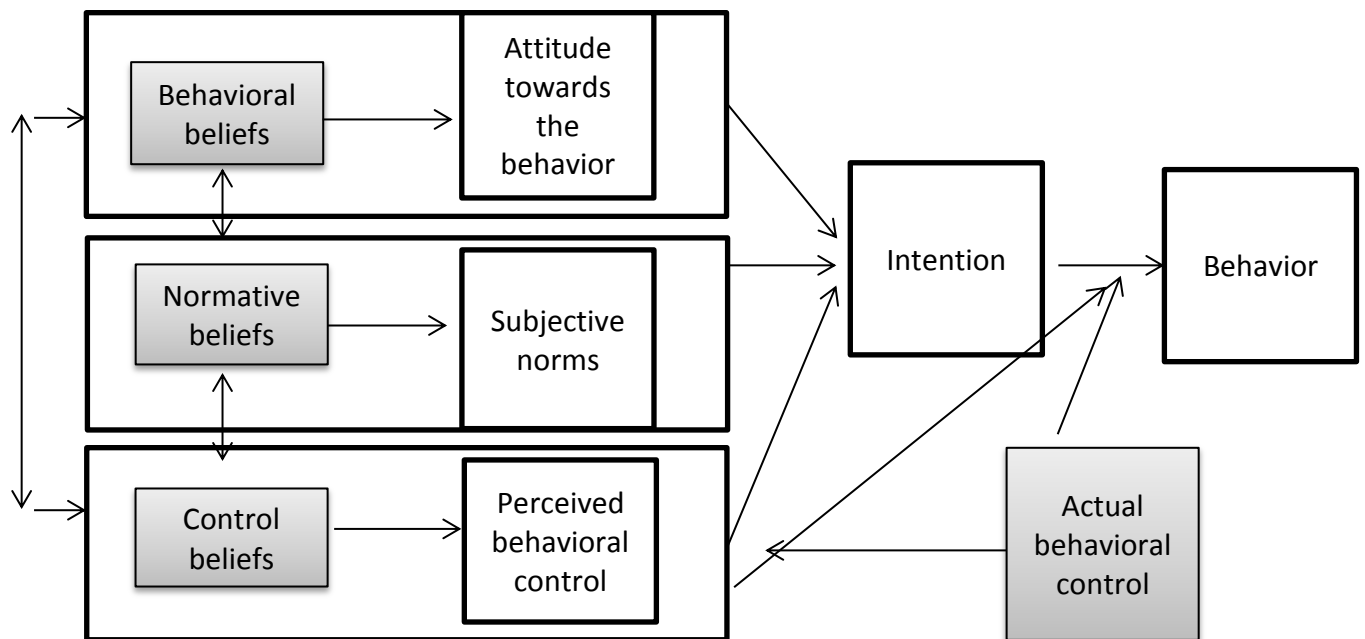 Behavioral
beliefs
Attitude
towards
the
behavior
Normative
beliefs
Subjective
norms
Control
beliefs
Perceived
behavioral
control
Intention
Behavior
Actual
behavioral
control